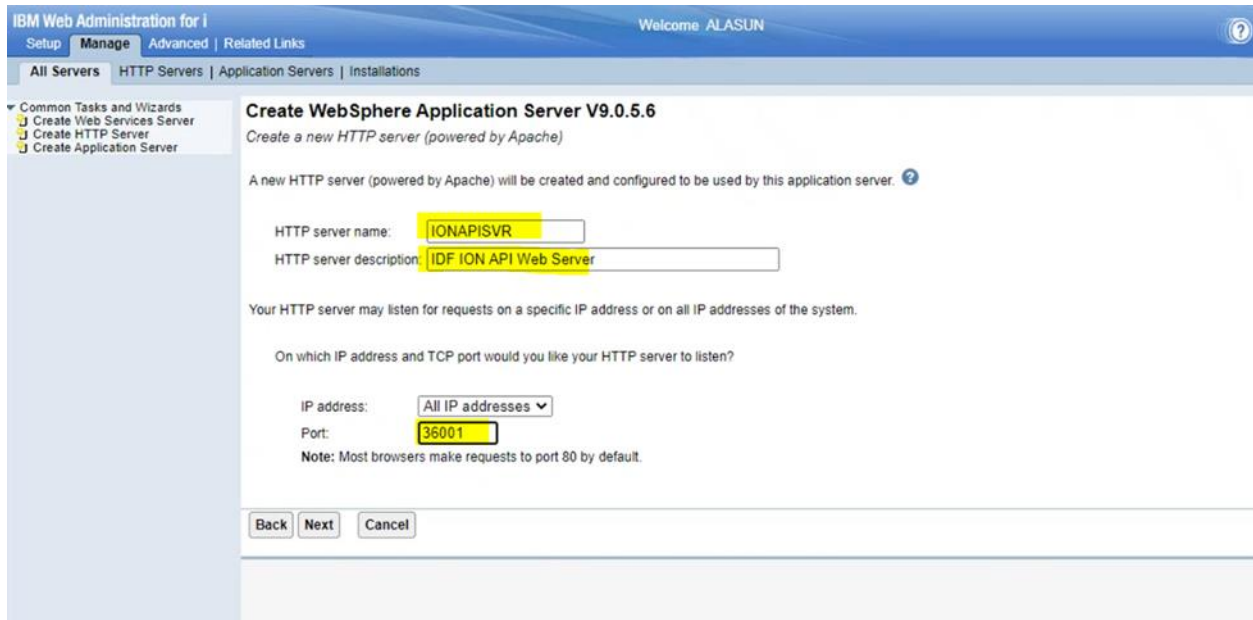 IBM Web Administration for i
Welcome ALASUN
?
Setup Manage Advanced | Related Links
All Servers HTTP Servers | Application Servers | Installations
Common Tasks and Wizards
Create Web Services Server
Create HTTP Server
Create Application Server
Create WebSphere Application Server V9.0.5.6
Create a new HTTP server (powered by Apache)
A new HTTP server (powered by Apache) will be created and configured to be used by this application server. ?
HTTP server name: IONAPISVR
HTTP server description: IDF ION API Web Server
Your HTTP server may listen for requests on a specific IP address or on all IP addresses of the system.
On which IP address and TCP port would you like your HTTP server to listen?
IP address: All IP addresses
Port: 36001
Note: Most browsers make requests to port 80 by default.
Back Next Cancel